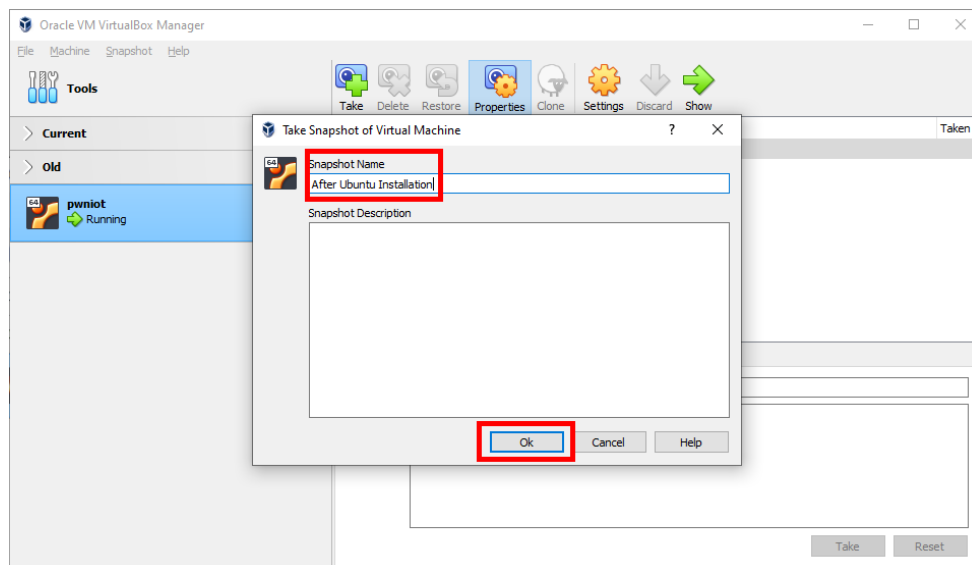 Oracle VM VirtualBox Manager
File Machine Snapshot Help
Tools
Take Delete Restore Properties Clone Settings Discard Show
Current
Taken
Old
64 pwniot
Running
Take Snapshot of Virtual Machine ?
64 Snapshot Name
After Ubuntu Installation
Snapshot Description
Ok Cancel Help
Take Reset